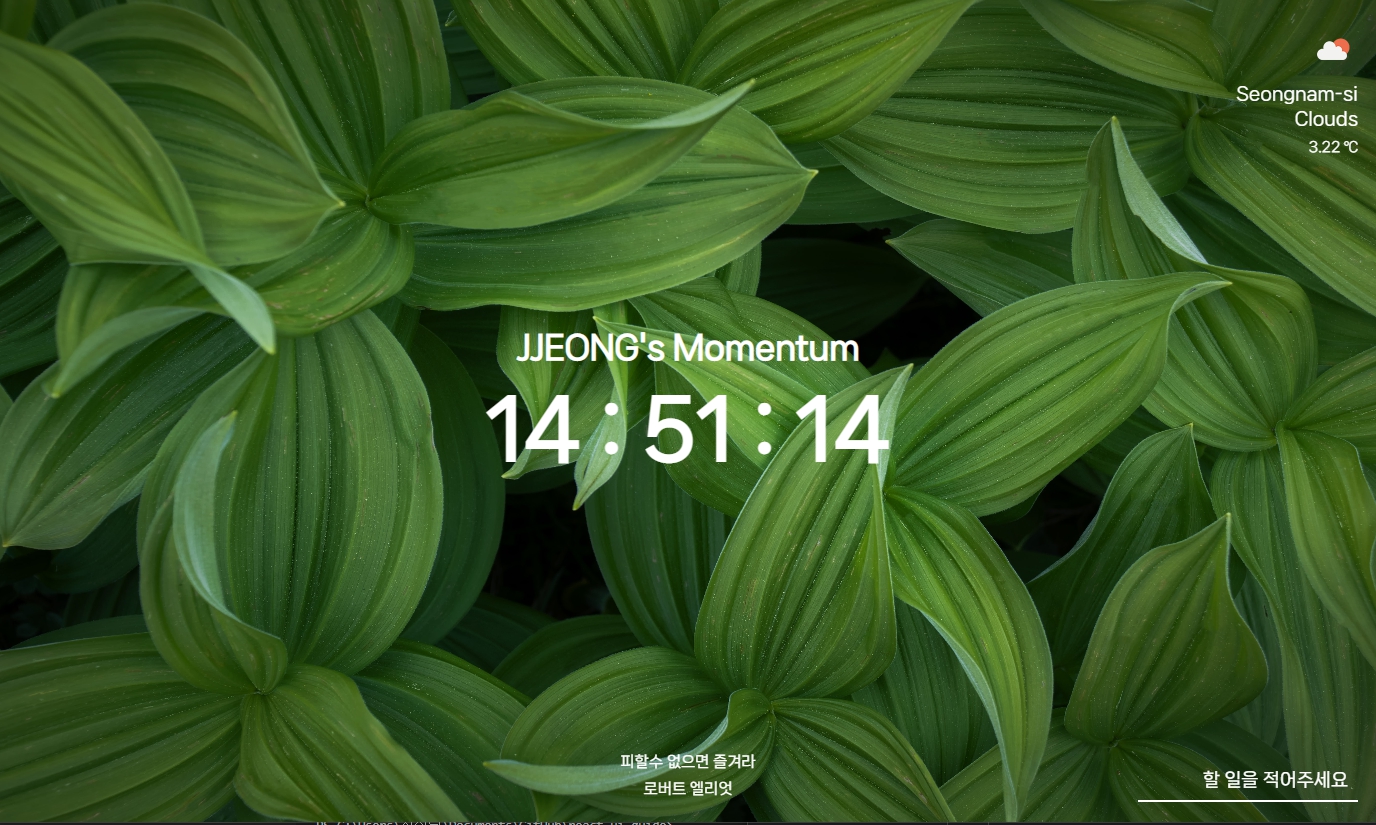 Seongnam-si
Clouds
3.22 ℃
JJEONG's Momentum
14 : 51 : 14
피할수 없으면 즐겨라
로버트 엘리엇
할 일을 적어주세요